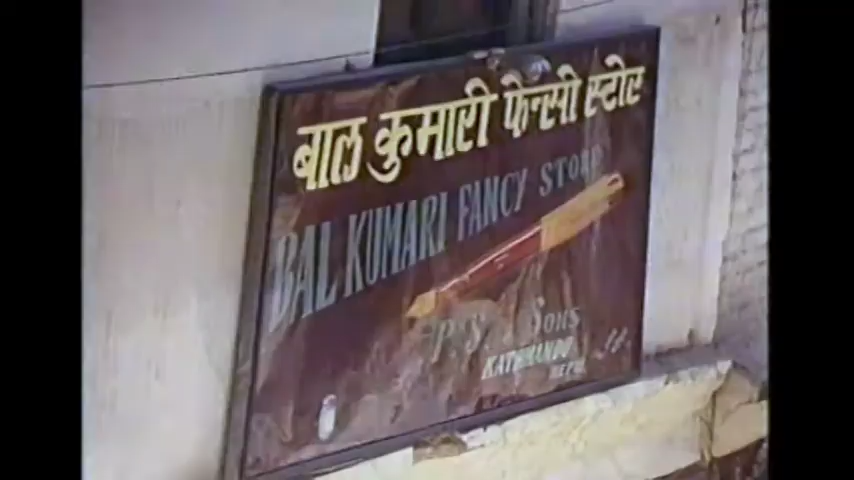 बाल कुमारी फेन्सी स्टोर
BAL KUMARI FANCY STORE
P.S. & SONS
KATHMANDU
NEPAL